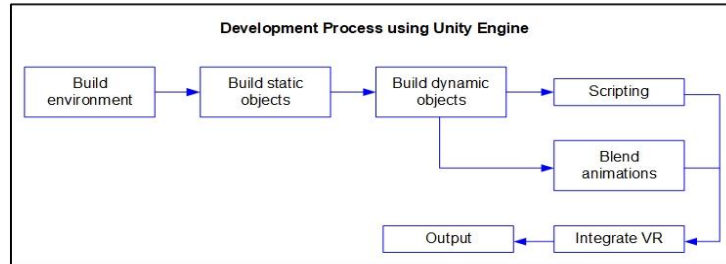 Development Process using Unity Engine
Build
environment
Build static
objects
Build dynamic
objects
Scripting
Blend
animations
Output
Integrate VR